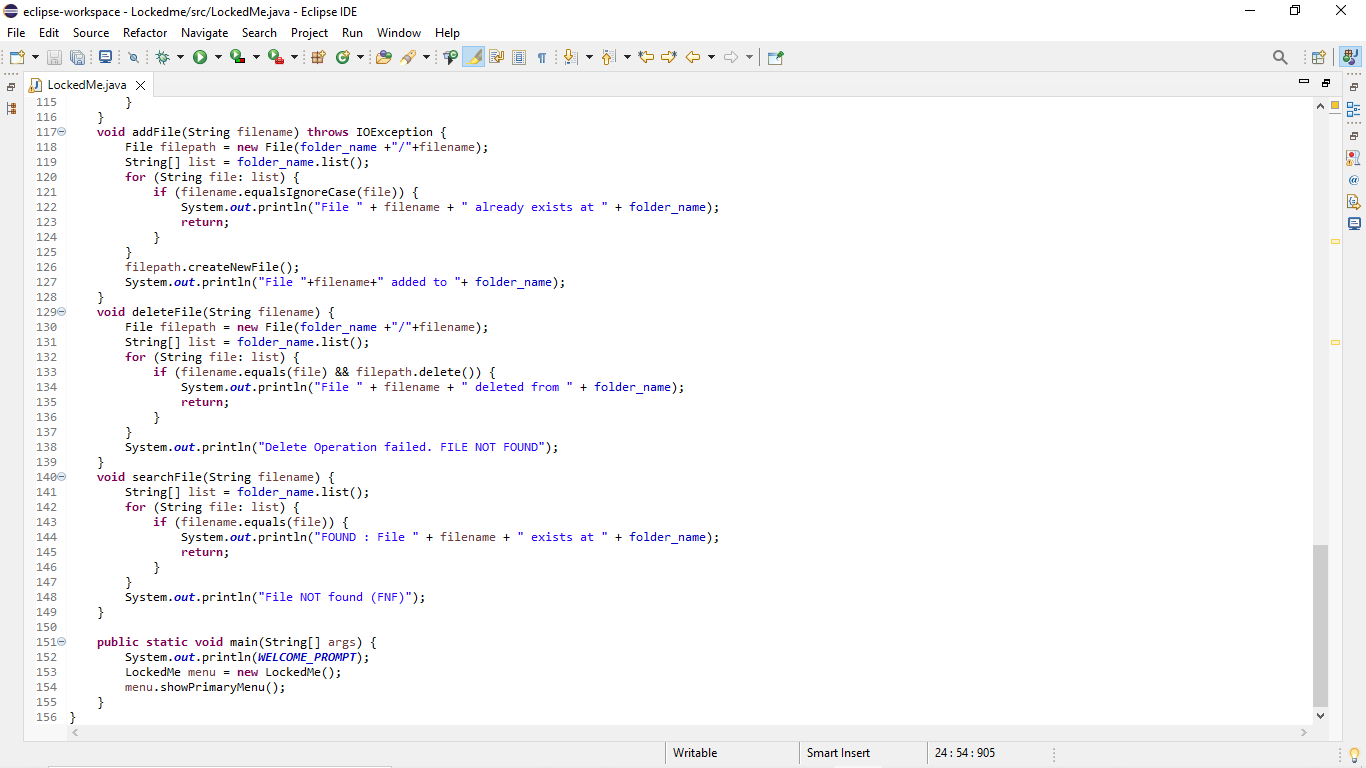 eclipse-workspace - Lockedme/src/LockedMe.java - Eclipse IDE
File Edit Source Refactor Navigate Search Project Run Window Help
LockedMe.java
115         }
116     }
117     void addFile(String filename) throws IOException {
118         File filepath = new File(folder_name +"/"+filename);
119         String[] list = folder_name.list();
120         for (String file: list) {
121             if (filename.equalsIgnoreCase(file)) {
122                 System.out.println("File " + filename + " already exists at " + folder_name);
123                 return;
124             }
125         }
126         filepath.createNewFile();
127         System.out.println("File "+filename+" added to "+ folder_name);
128     }
129     void deleteFile(String filename) {
130         File filepath = new File(folder_name +"/"+filename);
131         String[] list = folder_name.list();
132         for (String file: list) {
133             if (filename.equals(file) && filepath.delete()) {
134                 System.out.println("File " + filename + " deleted from " + folder_name);
135                 return;
136             }
137         }
138         System.out.println("Delete Operation failed. FILE NOT FOUND");
139     }
140     void searchFile(String filename) {
141         String[] list = folder_name.list();
142         for (String file: list) {
143             if (filename.equals(file)) {
144                 System.out.println("FOUND : File " + filename + " exists at " + folder_name);
145                 return;
146             }
147         }
148         System.out.println("File NOT found (FNF)");
149     }
150
151     public static void main(String[] args) {
152         System.out.println(WELCOME_PROMPT);
153         LockedMe menu = new LockedMe();
154         menu.showPrimaryMenu();
155     }
156 }
Writable Smart Insert 24 : 54 : 905